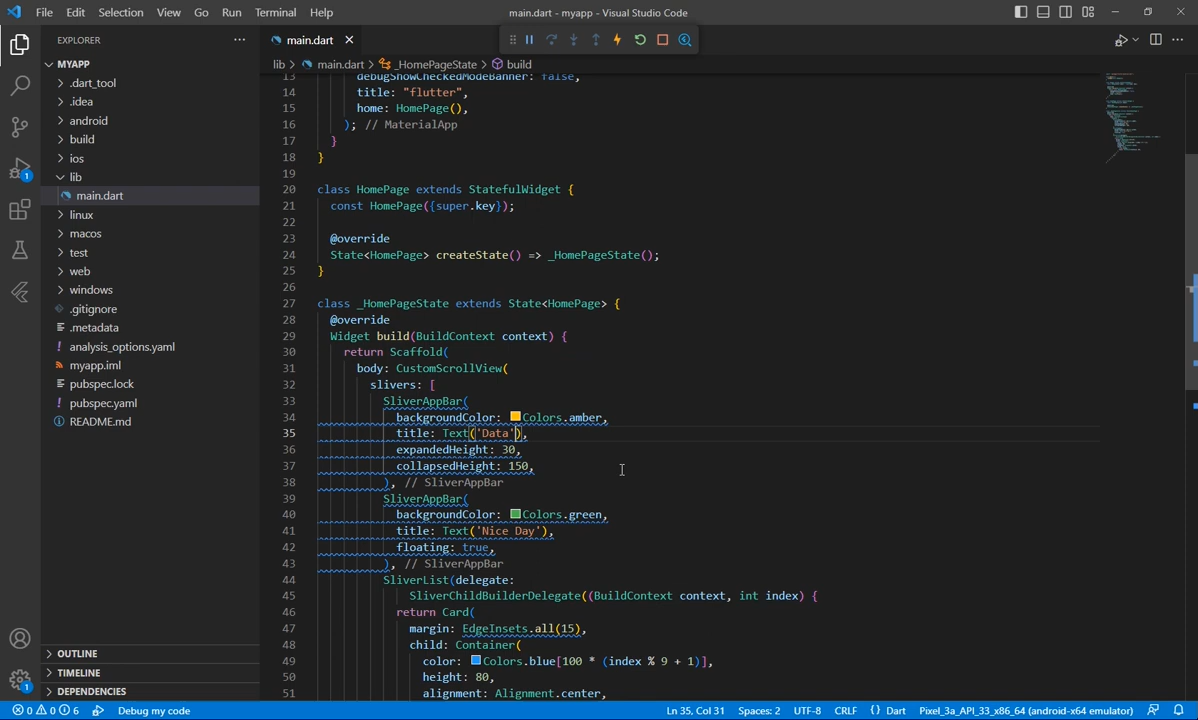 File Edit Selection View Go Run Terminal Help
main.dart - myapp - Visual Studio Code
EXPLORER
MYAPP
.dart_tool
.idea
android
build
ios
lib
main.dart
linux
macos
test
web
windows
.gitignore
.metadata
analysis_options.yaml
myapp.iml
pubspec.lock
pubspec.yaml
README.md
OUTLINE
TIMELINE
DEPENDENCIES
1
1
main.dart
lib > main.dart > _HomePageState > build
13 debugShowCheckedModeBanner: false,
14 title: "flutter",
15 home: HomePage(),
16 ); // MaterialApp
17 }
18 }
19
20 class HomePage extends StatefulWidget {
21 const HomePage({super.key});
22
23 @override
24 State<HomePage> createState() => _HomePageState();
25 }
26
27 class _HomePageState extends State<HomePage> {
28 @override
29 Widget build(BuildContext context) {
30 return Scaffold(
31 body: CustomScrollView(
32 slivers: [
33 SliverAppBar(
34 backgroundColor: Colors.amber,
35 title: Text('Data'),
36 expandedHeight: 30,
37 collapsedHeight: 150,
38 ), // SliverAppBar
39 SliverAppBar(
40 backgroundColor: Colors.green,
41 title: Text('Nice Day'),
42 floating: true,
43 ), // SliverAppBar
44 SliverList(delegate:
45 SliverChildBuilderDelegate((BuildContext context, int index) {
46 return Card(
47 margin: EdgeInsets.all(15),
48 child: Container(
49 color: Colors.blue[100 * (index % 9 + 1)],
50 height: 80,
51 alignment: Alignment.center,
0 0 6 Debug my code
Ln 35, Col 31 Spaces: 2 UTF-8 CRLF {} Dart Pixel_3a_API_33_x86_64 (android-x64 emulator)